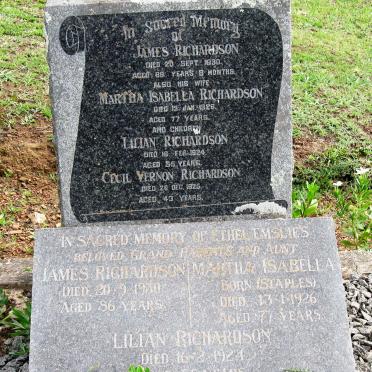 In Sacred Memory
of
JAMES RICHARDSON
DIED 20 SEPT. 1930,
AGED 86 YEARS 8 MONTHS.
ALSO HIS WIFE
MARTHA ISABELLA RICHARDSON
DIED 13 JAN. 1926,
AGED 77 YEARS.
AND CHILDREN
LILIAN RICHARDSON
DIED 16 FEB. 1924,
AGED 56 YEARS.
CECIL VERNON RICHARDSON
DIED 26 DEC. 1925,
AGED 43 YEARS.
IN SACRED MEMORY OF ETHEL EMSLIE'S
BELOVED GRAND PARENTS AND AUNT
JAMES RICHARDSON MARTHA ISABELLA
DIED 20-9-1930 (BORN STAPLES)
AGED 86 YEARS. DIED 13-1-1926
AGED 77 YEARS.
LILIAN RICHARDSON
DIED 16-2-1924